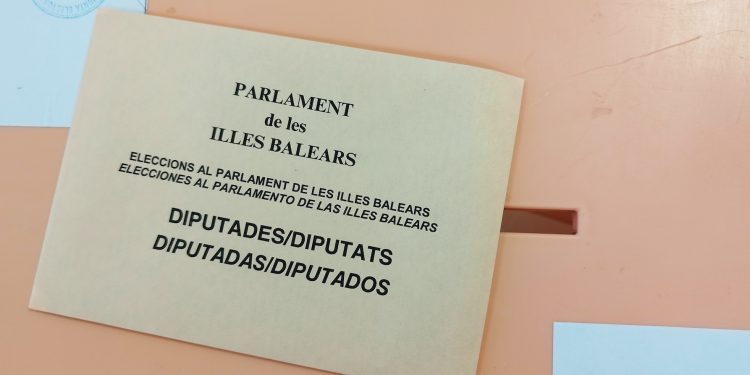 PARLAMENT
de les
ILLES BALEARS
ELECCIONS AL PARLAMENT DE LES ILLES BALEARS
ELECCIONES AL PARLAMENTO DE LAS ILLES BALEARS
DIPUTADES/DIPUTATS
DIPUTADAS/DIPUTADOS